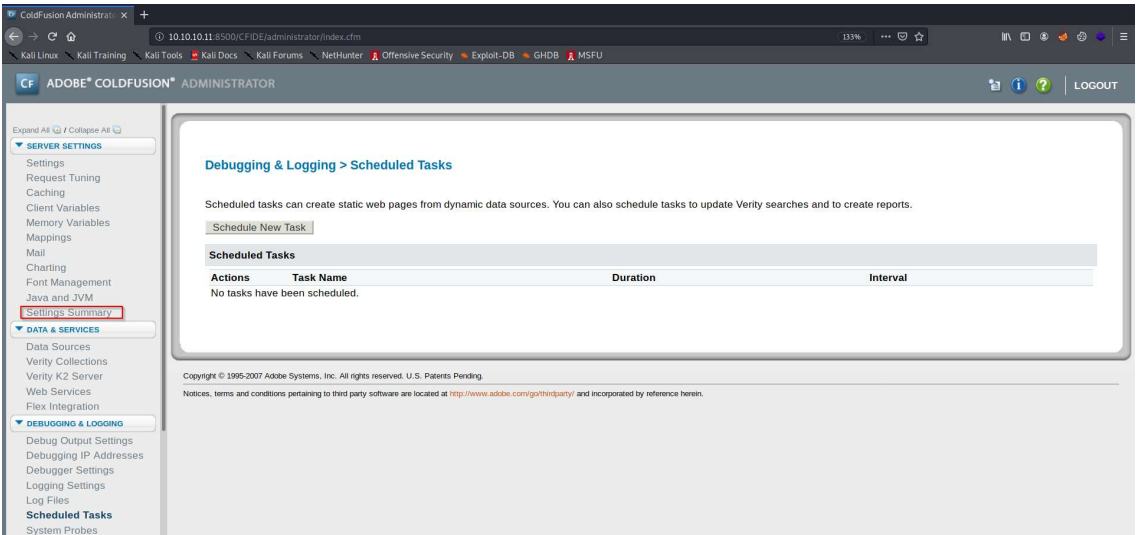 ColdFusion Administrato
10.10.10.11:8500/CFIDE/administrator/index.cfm
133%
Kali Linux Kali Training Kali Tools Kali Docs Kali Forums NetHunter Offensive Security Exploit-DB GHDB MSFU
CF ADOBE® COLDFUSION® ADMINISTRATOR
LOGOUT
Expand All / Collapse All
SERVER SETTINGS
Settings
Request Tuning
Caching
Client Variables
Memory Variables
Mappings
Mail
Charting
Font Management
Java and JVM
Settings Summary
DATA & SERVICES
Data Sources
Verity Collections
Verity K2 Server
Web Services
Flex Integration
DEBUGGING & LOGGING
Debug Output Settings
Debugging IP Addresses
Debugger Settings
Logging Settings
Log Files
Scheduled Tasks
System Probes
Debugging & Logging > Scheduled Tasks
Scheduled tasks can create static web pages from dynamic data sources. You can also schedule tasks to update Verity searches and to create reports.
Schedule New Task
Scheduled Tasks
Actions Task Name Duration Interval
No tasks have been scheduled.
Copyright © 1995-2007 Adobe Systems, Inc. All rights reserved. U.S. Patents Pending.
Notices, terms and conditions pertaining to third party software are located at http://www.adobe.com/go/thirdparty/ and incorporated by reference herein.